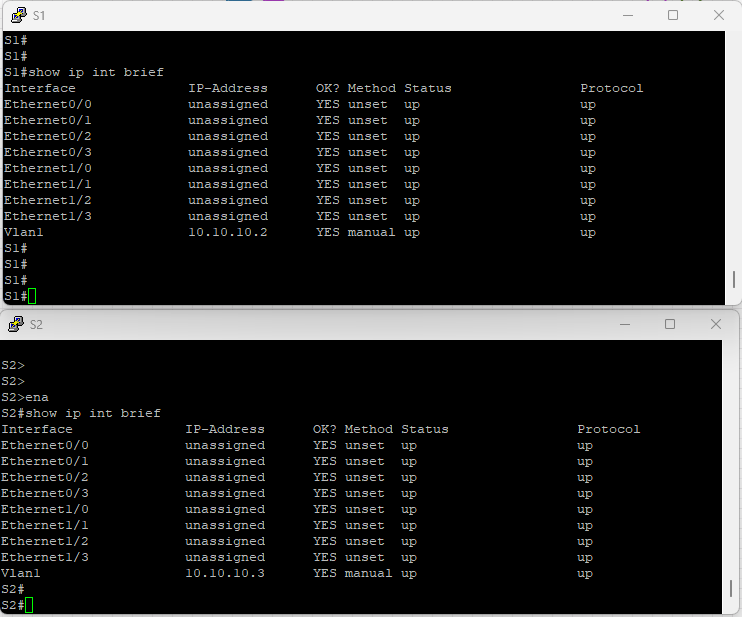 S1
S1#
S1#
S1#show ip int brief
Interface              IP-Address      OK? Method Status                Protocol
Ethernet0/0            unassigned      YES unset  up                    up
Ethernet0/1            unassigned      YES unset  up                    up
Ethernet0/2            unassigned      YES unset  up                    up
Ethernet0/3            unassigned      YES unset  up                    up
Ethernet1/0            unassigned      YES unset  up                    up
Ethernet1/1            unassigned      YES unset  up                    up
Ethernet1/2            unassigned      YES unset  up                    up
Ethernet1/3            unassigned      YES unset  up                    up
Vlan1                  10.10.10.2      YES manual up                    up
S1#
S1#
S1#
S1#
S2
S2>
S2>
S2>ena
S2#show ip int brief
Interface              IP-Address      OK? Method Status                Protocol
Ethernet0/0            unassigned      YES unset  up                    up
Ethernet0/1            unassigned      YES unset  up                    up
Ethernet0/2            unassigned      YES unset  up                    up
Ethernet0/3            unassigned      YES unset  up                    up
Ethernet1/0            unassigned      YES unset  up                    up
Ethernet1/1            unassigned      YES unset  up                    up
Ethernet1/2            unassigned      YES unset  up                    up
Ethernet1/3            unassigned      YES unset  up                    up
Vlan1                  10.10.10.3      YES manual up                    up
S2#
S2#